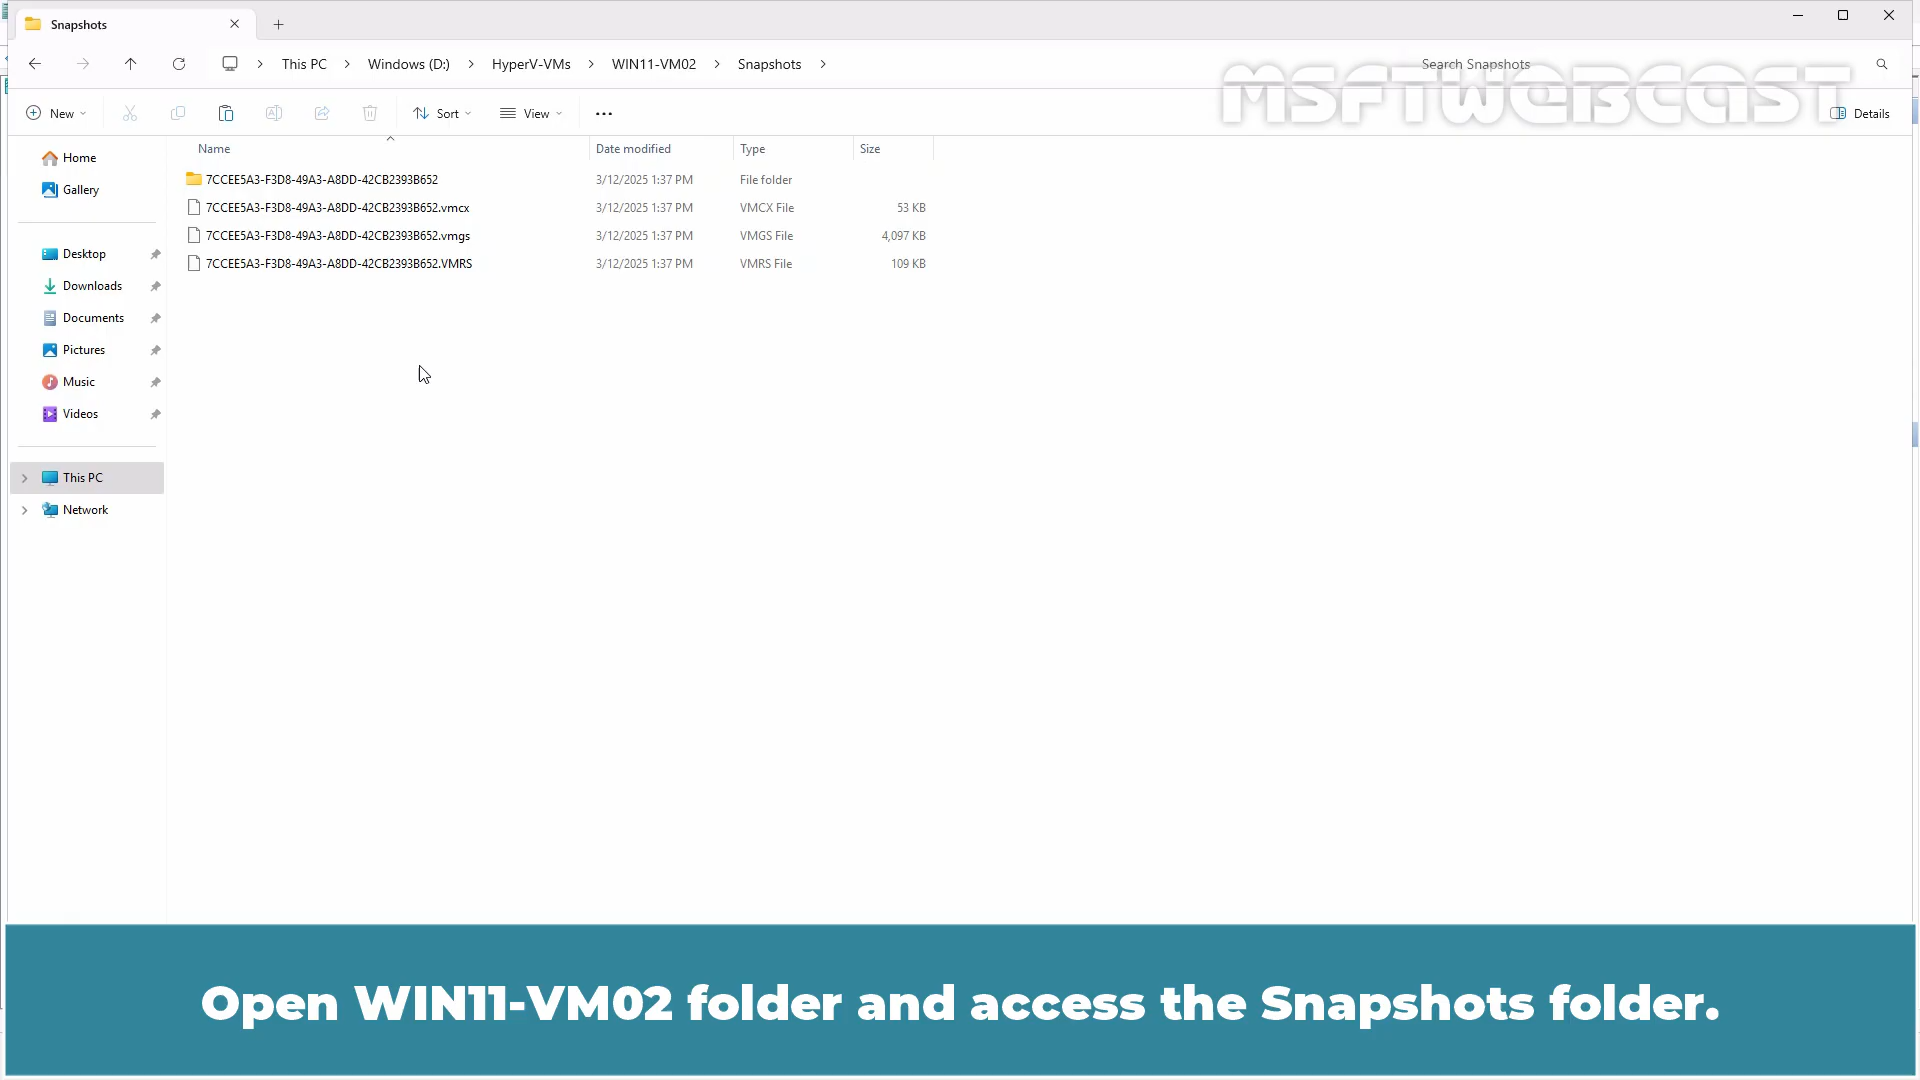 Snapshots
This PC
Windows (D:)
HyperV-VMs
WIN11-VM02
Snapshots
Search Snapshots
MSFTWEBCAST
New
Sort
View
Details
Name
Date modified
Type
Size
7CCEE5A3-F3D8-49A3-A8DD-42CB2393B652 3/12/2025 1:37 PM File folder
7CCEE5A3-F3D8-49A3-A8DD-42CB2393B652.vmcx 3/12/2025 1:37 PM VMCX File 53 KB
7CCEE5A3-F3D8-49A3-A8DD-42CB2393B652.vmgs 3/12/2025 1:37 PM VMGS File 4,097 KB
7CCEE5A3-F3D8-49A3-A8DD-42CB2393B652.VMRS 3/12/2025 1:37 PM VMRS File 109 KB
Home
Gallery
Desktop
Downloads
Documents
Pictures
Music
Videos
This PC
Network
Open WIN11-VM02 folder and access the Snapshots folder.